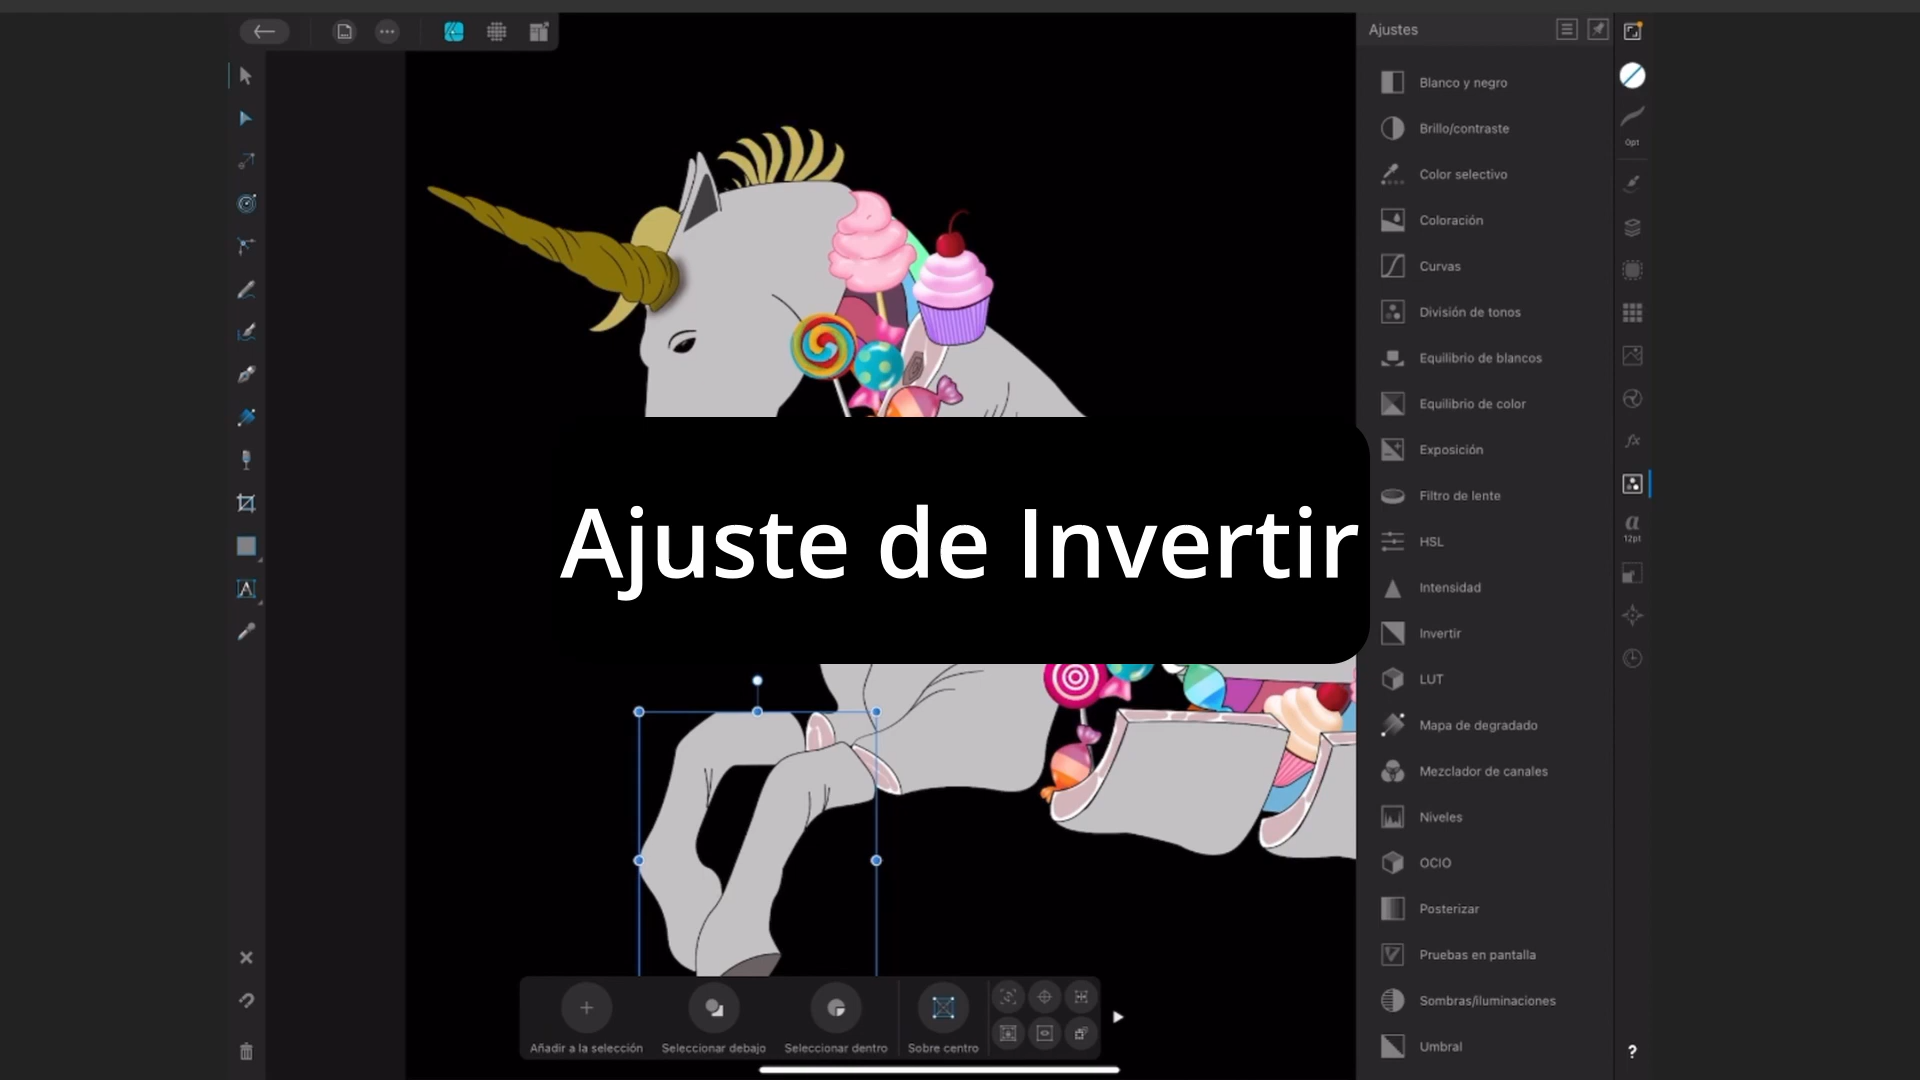 Ajustes
Blanco y negro
Brillo/contraste
0pt
Color selectivo
Coloración
Curvas
División de tonos
Equilibrio de blancos
Equilibrio de color
fx
Exposición
Filtro de lente
a
12pt
HSL
Ajuste de Invertir
Intensidad
A
Invertir
LUT
Mapa de degradado
Mezclador de canales
Niveles
OCIO
Posterizar
Pruebas en pantalla
Sombras/iluminaciones
Umbral
?
Añadir a la selección
Seleccionar debajo
Seleccionar dentro
Sobre centro